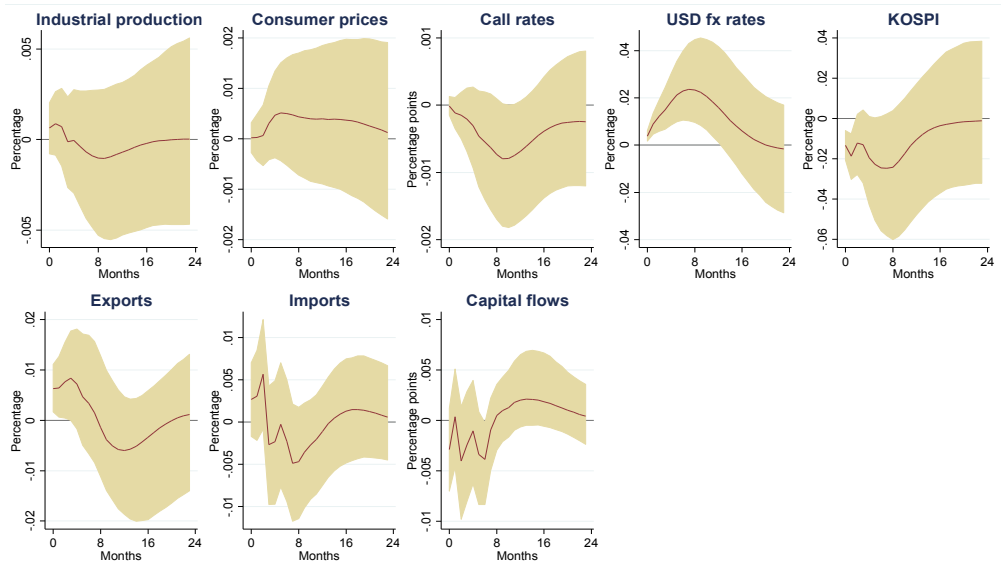 Industrial production
Percentage
.005
0
-.005
0 8 16 24
Months
Consumer prices
Percentage
.002
.001
0
-.001
-.002
0 8 16 24
Months
Call rates
Percentage points
.001
0
-.001
-.002
0 8 16 24
Months
USD fx rates
Percentage
.04
.02
0
-.02
-.04
0 8 16 24
Months
KOSPI
Percentage
.04
.02
0
-.02
-.04
-.06
0 8 16 24
Months
Exports
Percentage
.02
.01
0
-.01
-.02
0 8 16 24
Months
Imports
Percentage
.01
.005
0
-.005
-.01
0 8 16 24
Months
Capital flows
Percentage points
.01
.005
0
-.005
-.01
0 8 16 24
Months